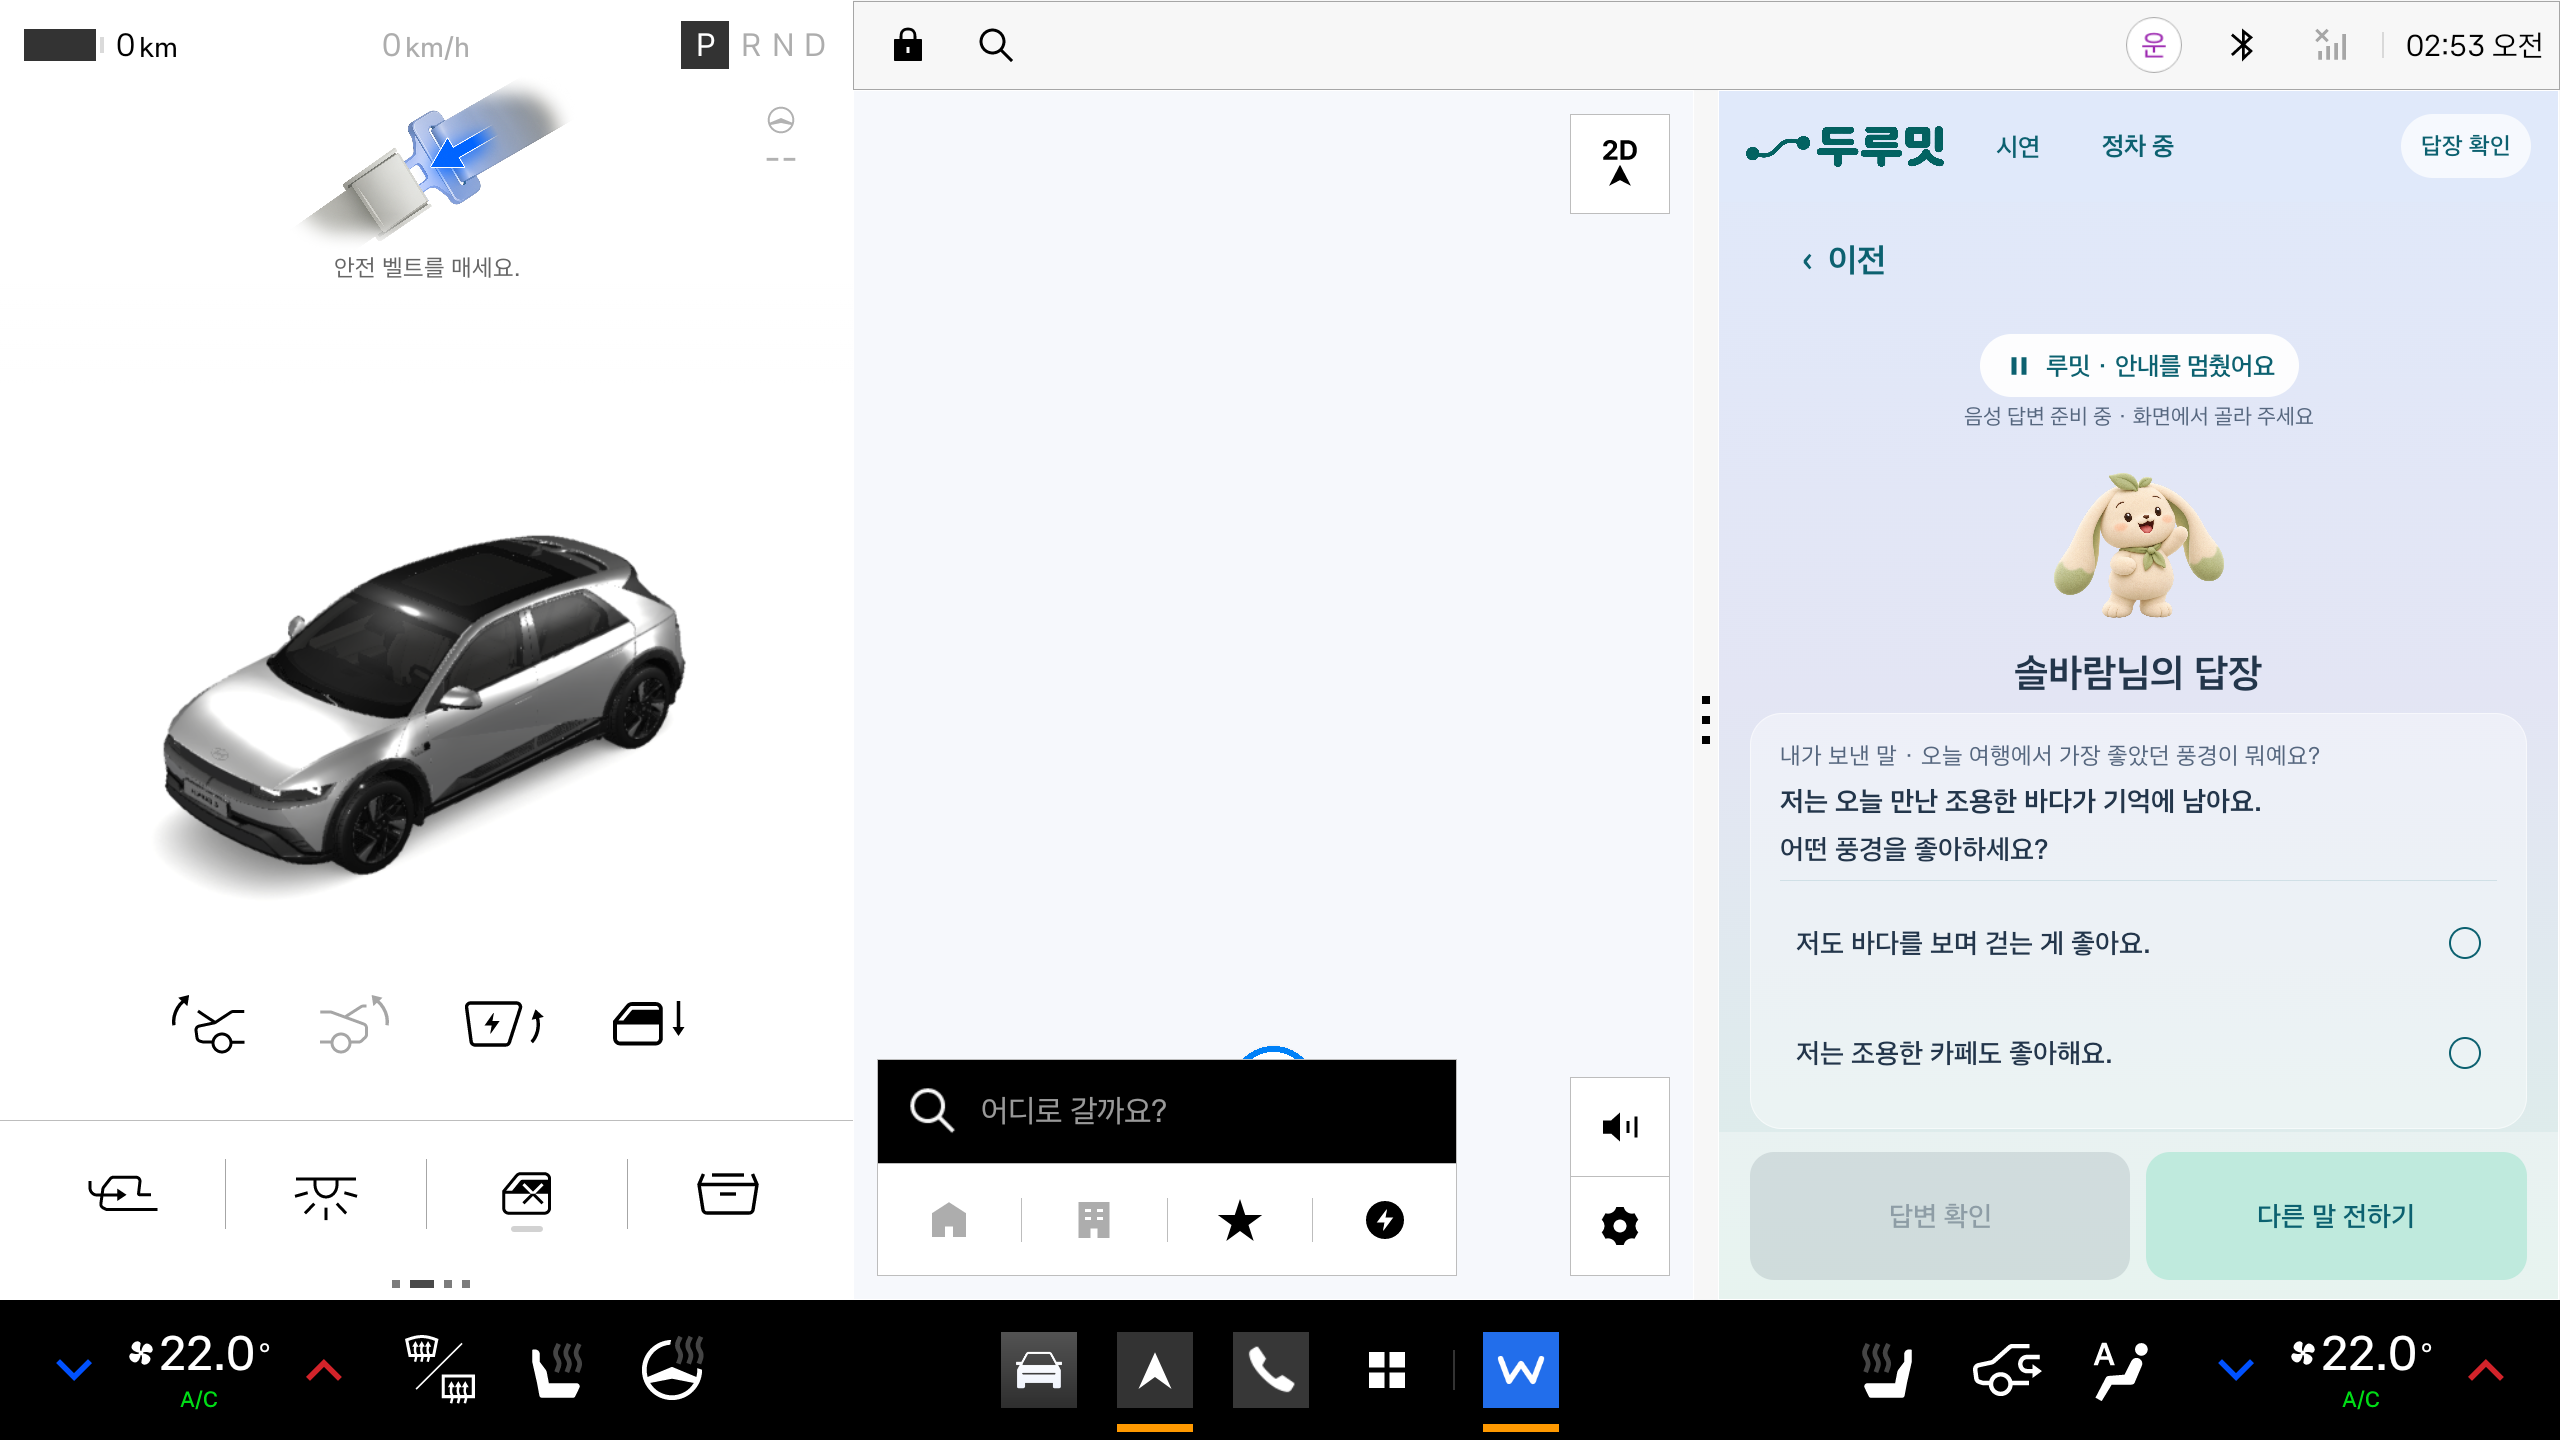 0 km
0 km/h
P R N D
안전 벨트를 매세요.
운
02:53 오전
2D
어디로 갈까요?
두루밋
시연
정차 중
답장 확인
‹ 이전
루밋 · 안내를 멈췄어요
음성 답변 준비 중 · 화면에서 골라 주세요
솔바람님의 답장
내가 보낸 말 · 오늘 여행에서 가장 좋았던 풍경이 뭐예요?
저는 오늘 만난 조용한 바다가 기억에 남아요.
어떤 풍경을 좋아하세요?
저도 바다를 보며 걷는 게 좋아요.
저는 조용한 카페도 좋아해요.
답변 확인
다른 말 전하기
22.0°
A/C
A
22.0°
A/C